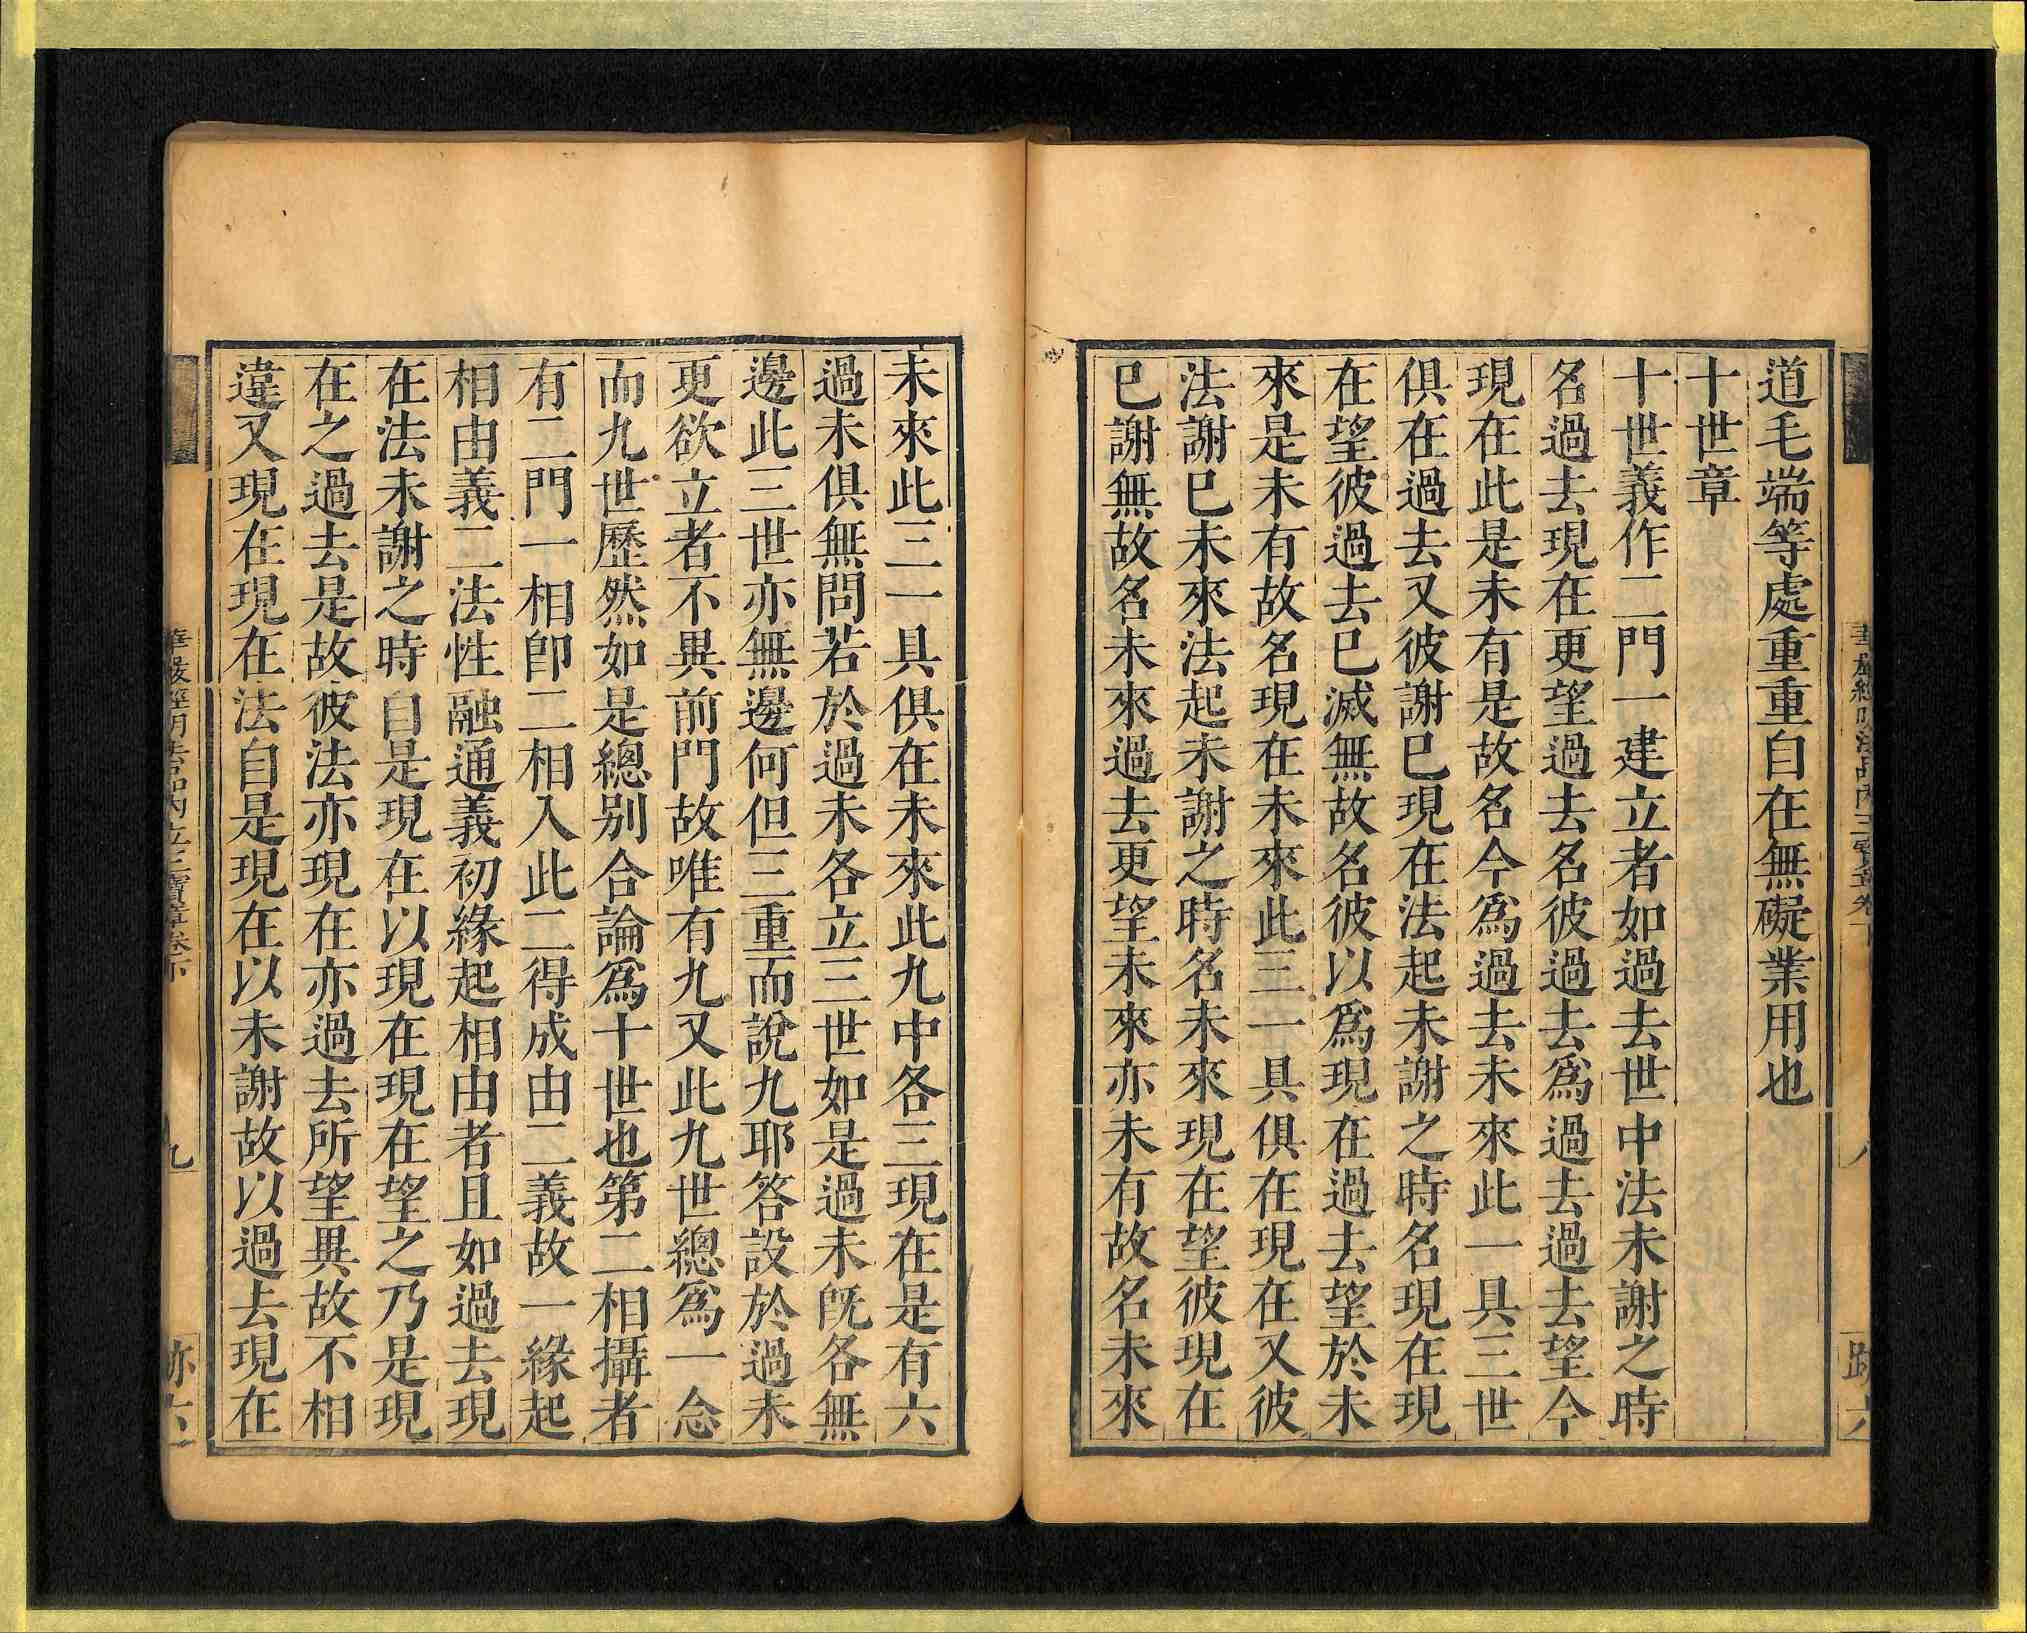 道毛端等處重重自在無礙業用也
十世章
十世義作二門一建立者如過去世中法未謝之時
名過去現在更望過去名彼過去爲過去過去望今
現在此是未有是故名今爲過去未來此一具三世
俱在過去又彼謝已現在法起未謝之時名現在現
在望彼過去已滅無故名彼以爲現在過去望於未
來是未有故名現在未來此三一具俱在現在又彼
法謝已未來法起未謝之時名未來現在望彼現在
已謝無故名未來過去更望未來亦未有故名未來
未來此三一具俱在未來此九中各三現在是有六
過未俱無問若於過未各立三世如是過未旣各無
邊此三世亦無邊何但三重而說九耶答設於過未
更欲立者不異前門故唯有九又此九世總爲一念
而九世歷然如是總別合論爲十世也第二相攝者
有二門一相卽二相入此二得成由二義故一緣起
相由義二法性融通義初緣起相由者且如過去現
在法未謝之時自是現在以現在現在望之乃是現
在之過去是故彼法亦現在亦過去所望異故不相
違又現在現在法自是現在以未謝故以過去現在
華嚴經明法品內立三寶章卷下
九